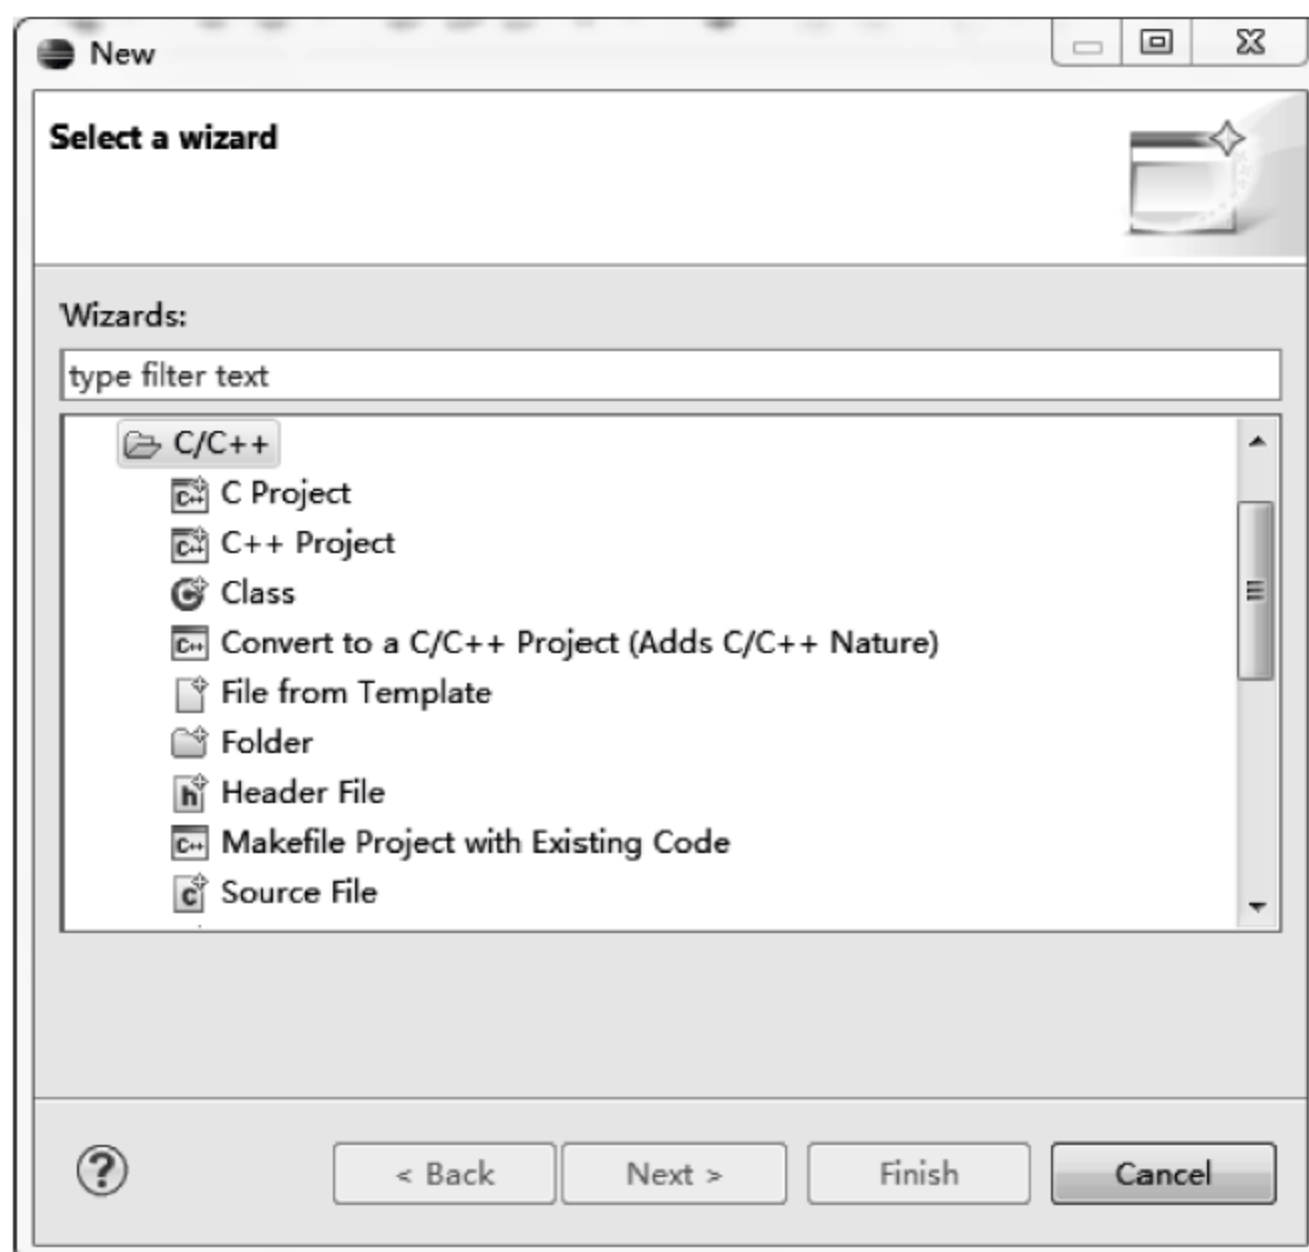 New
Select a wizard
Wizards:
type filter text
C/C++
C Project
C++ Project
Class
Convert to a C/C++ Project (Adds C/C++ Nature)
File from Template
Folder
Header File
Makefile Project with Existing Code
Source File
< Back Next > Finish Cancel